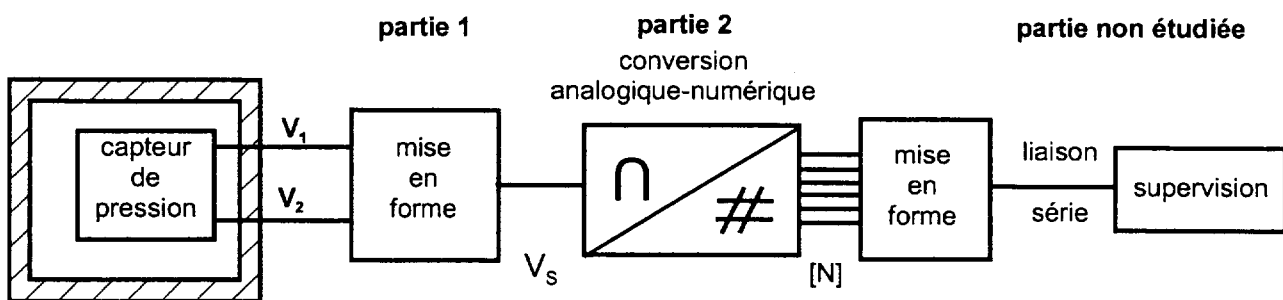 partie 1
partie 2
partie non étudiée
conversion
analogique-numérique
capteur
de
pression
V₁
V₂
mise
en
forme
V_S
∩
#
[N]
mise
en
forme
liaison
série
supervision